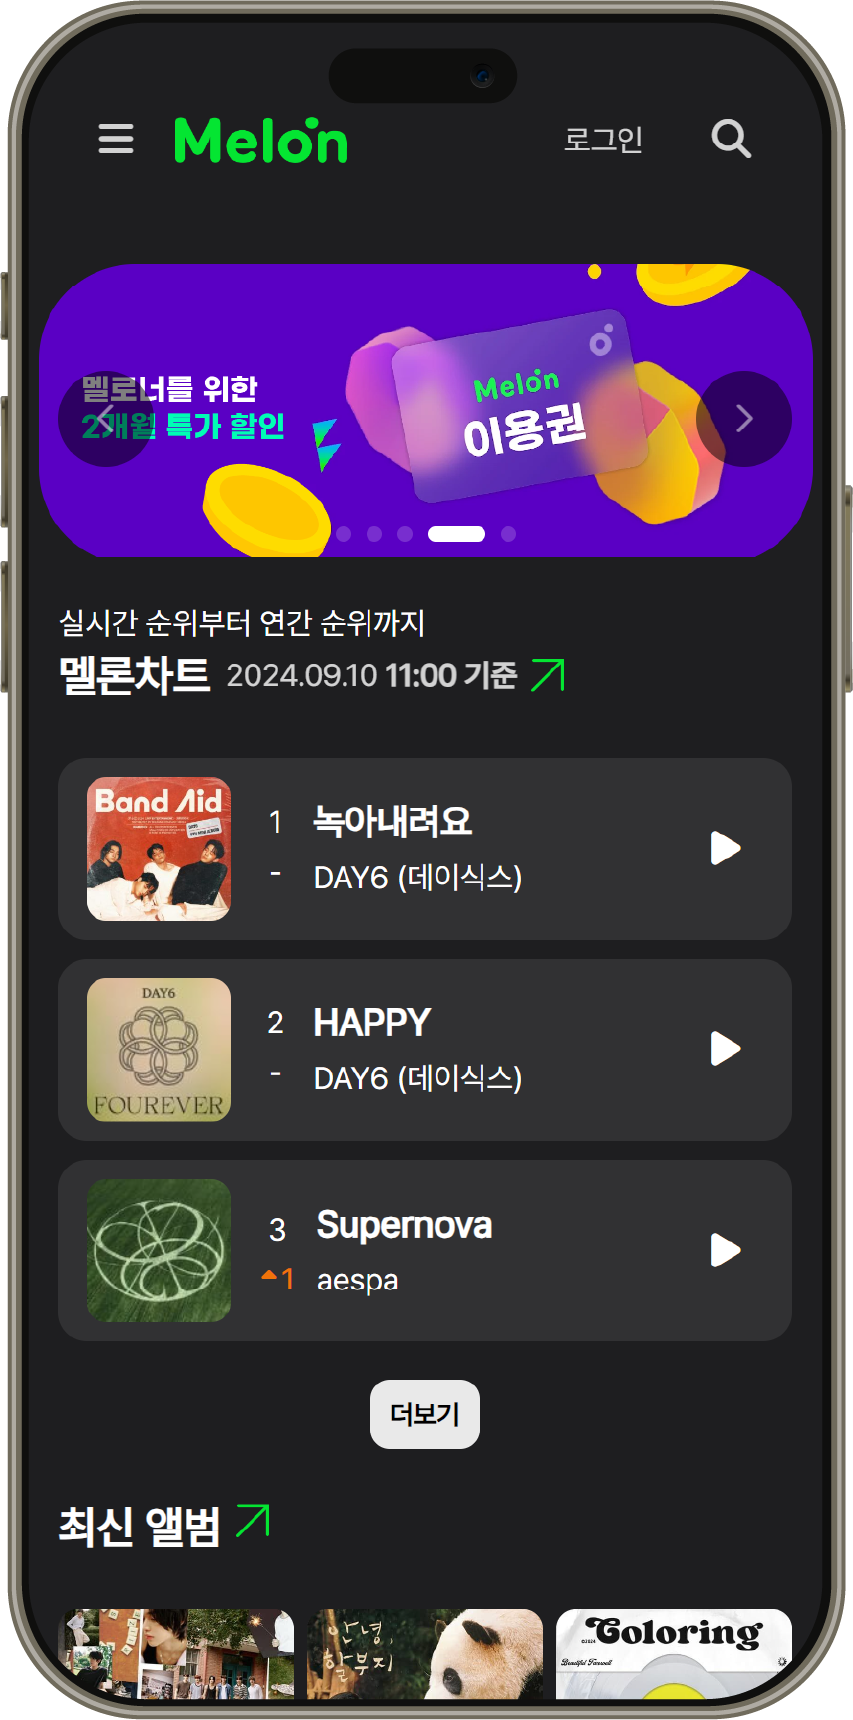 Melon
로그인
멜로너를 위한
2개월 특가 할인
Melon
이용권
실시간 순위부터 연간 순위까지
멜론차트 2024.09.10 11:00 기준
Band Aid
1 녹아내려요
- DAY6 (데이식스)
DAY6
FOUREVER
2 HAPPY
- DAY6 (데이식스)
3 Supernova
1 aespa
더보기
최신 앨범
안녕,
할부지
Coloring
©2024
Beautiful Farewell